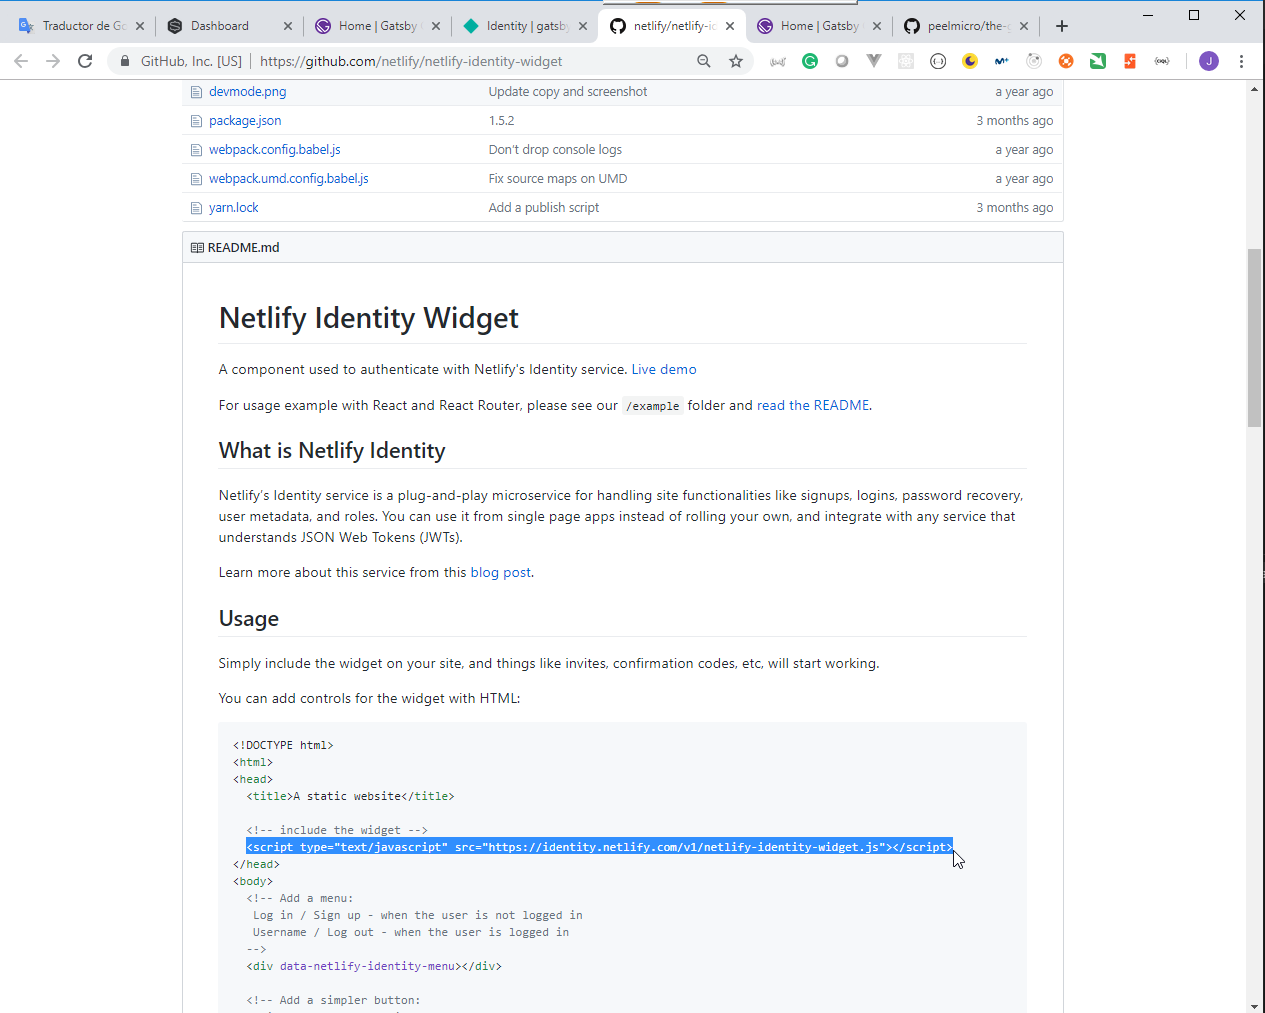 Traductor de Go
Dashboard
Home | Gatsby
Identity | gatsby
netlify/netlify-id
Home | Gatsby
peelmicro/the-g
GitHub, Inc. [US] | https://github.com/netlify/netlify-identity-widget
J
devmode.png Update copy and screenshot a year ago
package.json 1.5.2 3 months ago
webpack.config.babel.js Don't drop console logs a year ago
webpack.umd.config.babel.js Fix source maps on UMD a year ago
yarn.lock Add a publish script 3 months ago
README.md
Netlify Identity Widget
A component used to authenticate with Netlify's Identity service. Live demo
For usage example with React and React Router, please see our /example folder and read the README.
What is Netlify Identity
Netlify's Identity service is a plug-and-play microservice for handling site functionalities like signups, logins, password recovery,
user metadata, and roles. You can use it from single page apps instead of rolling your own, and integrate with any service that
understands JSON Web Tokens (JWTs).
Learn more about this service from this blog post.
Usage
Simply include the widget on your site, and things like invites, confirmation codes, etc, will start working.
You can add controls for the widget with HTML:
<!DOCTYPE html>
<html>
<head>
<title>A static website</title>
<!-- include the widget -->
<script type="text/javascript" src="https://identity.netlify.com/v1/netlify-identity-widget.js"></script>
</head>
<body>
<!-- Add a menu:
Log in / Sign up - when the user is not logged in
Username / Log out - when the user is logged in
-->
<div data-netlify-identity-menu></div>
<!-- Add a simpler button: